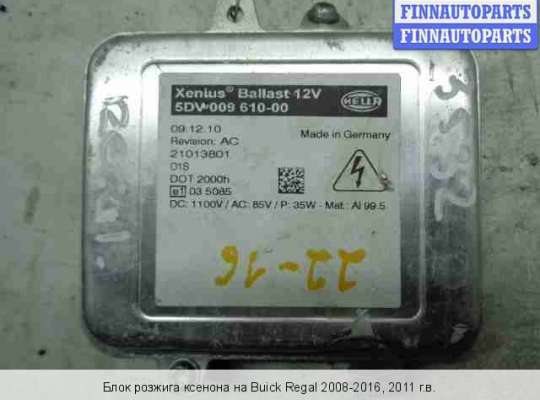 FINNAUTOPARTS
FINNAUTOPARTS
Xenius® Ballast 12V
5DV 009 610-00
HELLA
09.12.10
Revision: AC
21013801
D1S
DOT 2000h
e1 03 5085
Made in Germany
DC: 1100V / AC: 85V / P: 35W - Mat.: Al 99.5
22-16
Блок розжига ксенона на Buick Regal 2008-2016, 2011 г.в.